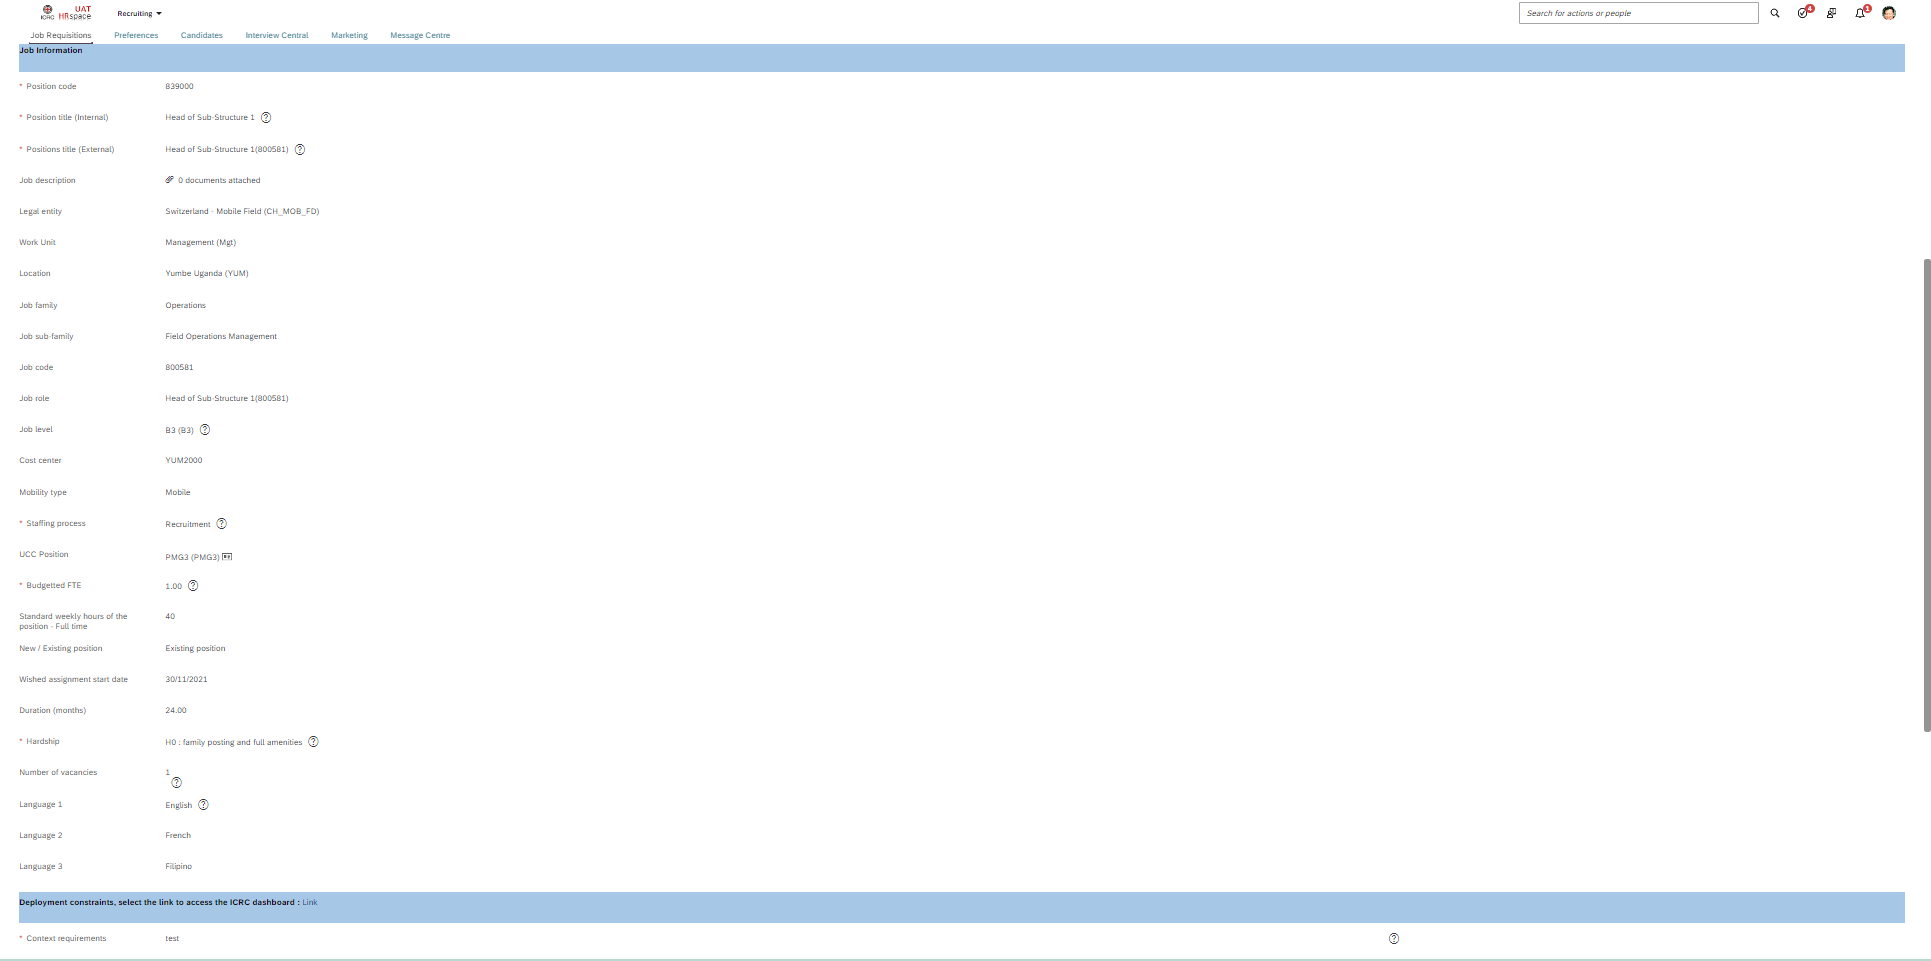 UAT
ICRC HRspace
Recruiting
Search for actions or people
4
1
Job Requisitions Preferences Candidates Interview Central Marketing Message Centre
Job Information
* Position code 839000
* Position title (Internal) Head of Sub-Structure 1
* Positions title (External) Head of Sub-Structure 1(800581)
Job description 0 documents attached
Legal entity Switzerland - Mobile Field (CH_MOB_FD)
Work Unit Management (Mgt)
Location Yumbe Uganda (YUM)
Job family Operations
Job sub-family Field Operations Management
Job code 800581
Job role Head of Sub-Structure 1(800581)
Job level B3 (B3)
Cost center YUM2000
Mobility type Mobile
* Staffing process Recruitment
UCC Position PMG3 (PMG3)
* Budgetted FTE 1.00
Standard weekly hours of the 40
position - Full time
New / Existing position Existing position
Wished assignment start date 30/11/2021
Duration (months) 24.00
* Hardship H0 : family posting and full amenities
Number of vacancies 1
Language 1 English
Language 2 French
Language 3 Filipino
Deployment constraints, select the link to access the ICRC dashboard : Link
* Context requirements test